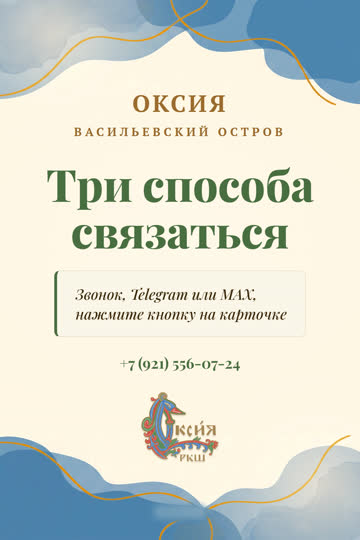 ОКСИЯ
ВАСИЛЬЕВСКИЙ ОСТРОВ
Три способа
связаться
Звонок, Telegram или MAX,
нажмите кнопку на карточке
+7 (921) 556-07-24
Окси́я
РКШ